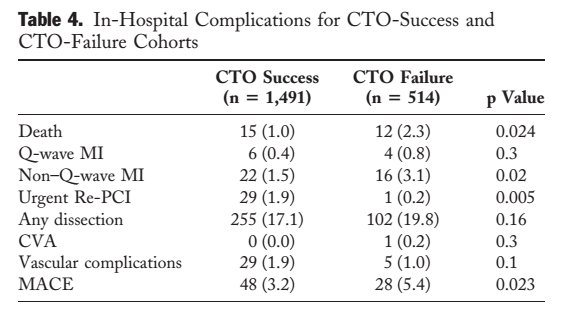 Table 4. In-Hospital Complications for CTO-Success and
CTO-Failure Cohorts
CTO Success CTO Failure
(n = 1,491) (n = 514) p Value
Death 15 (1.0) 12 (2.3) 0.024
Q-wave MI 6 (0.4) 4 (0.8) 0.3
Non–Q-wave MI 22 (1.5) 16 (3.1) 0.02
Urgent Re-PCI 29 (1.9) 1 (0.2) 0.005
Any dissection 255 (17.1) 102 (19.8) 0.16
CVA 0 (0.0) 1 (0.2) 0.3
Vascular complications 29 (1.9) 5 (1.0) 0.1
MACE 48 (3.2) 28 (5.4) 0.023